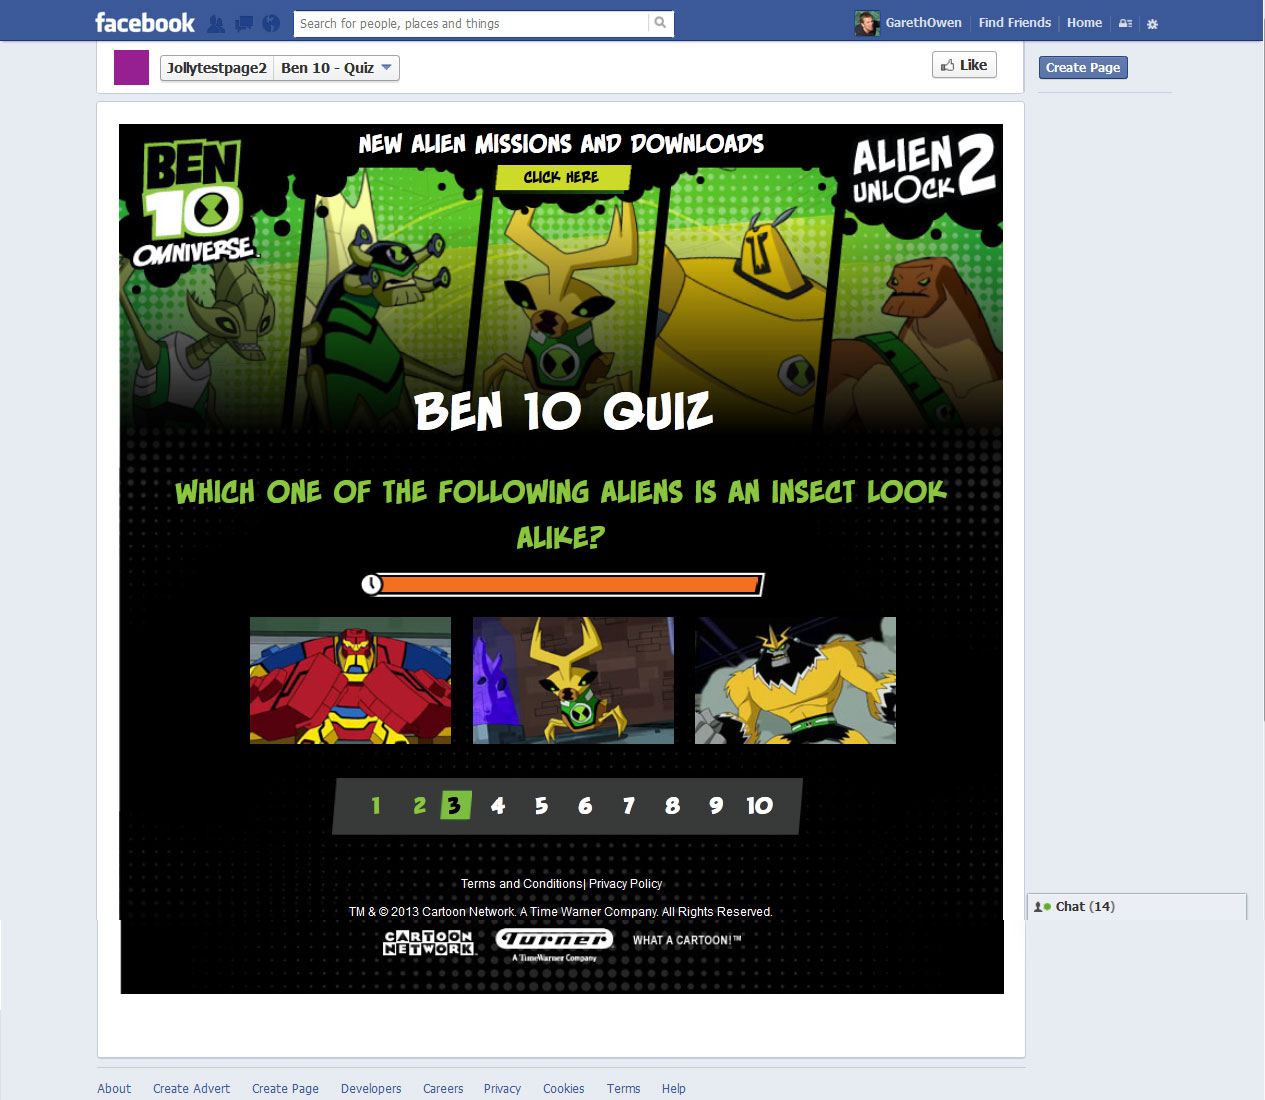 facebook
Search for people, places and things
GarethOwen
Find Friends
Home
Jollytestpage2
Ben 10 - Quiz
Like
Create Page
NEW ALIEN MISSIONS AND DOWNLOADS
CLICK HERE
BEN
10
OMNIVERSE
ALIEN 2
UNLOCK
BEN 10 QUIZ
WHICH ONE OF THE FOLLOWING ALIENS IS AN INSECT LOOK
ALIKE?
1 2 3 4 5 6 7 8 9 10
Terms and Conditions| Privacy Policy
TM & © 2013 Cartoon Network. A Time Warner Company. All Rights Reserved.
CARTOON
NETWORK
Turner
A TimeWarner Company
WHAT A CARTOON!™
Chat (14)
About
Create Advert
Create Page
Developers
Careers
Privacy
Cookies
Terms
Help